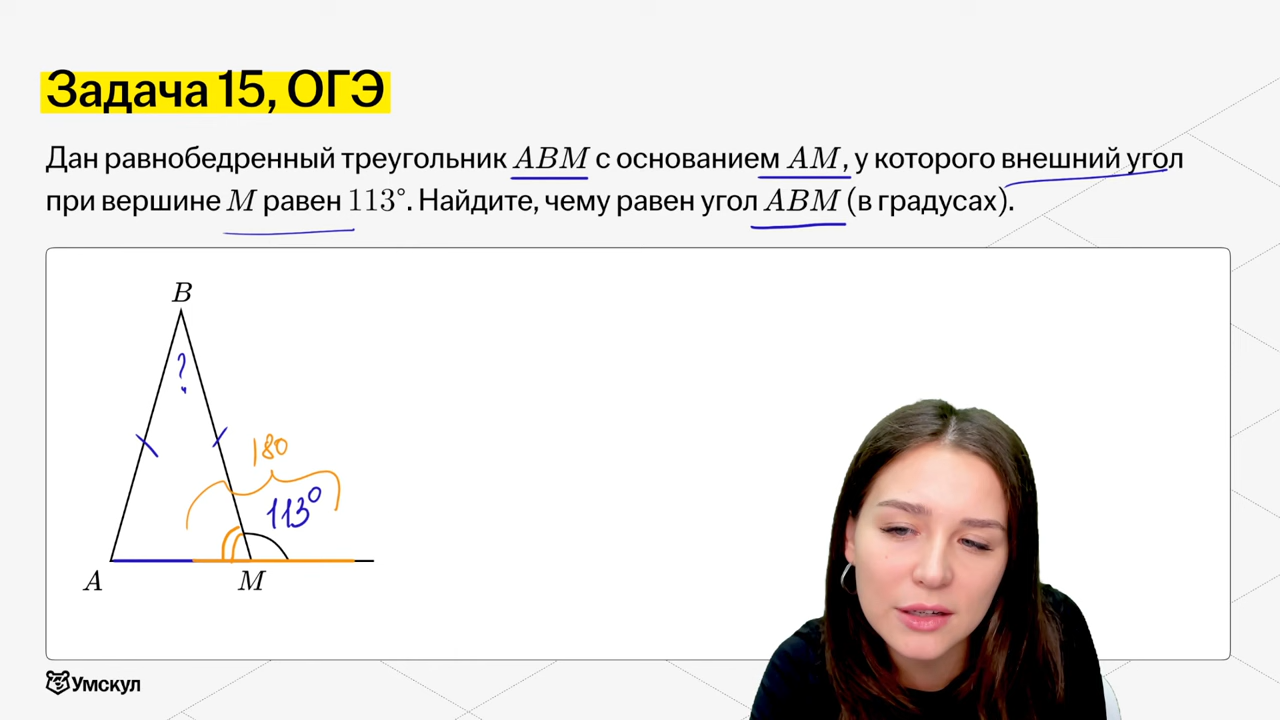 Задача 15, ОГЭ
Дан равнобедренный треугольник ABM с основанием AM, у которого внешний угол
при вершине M равен 113°. Найдите, чему равен угол ABM (в градусах).
B
?
180
113°
A M
Умскул